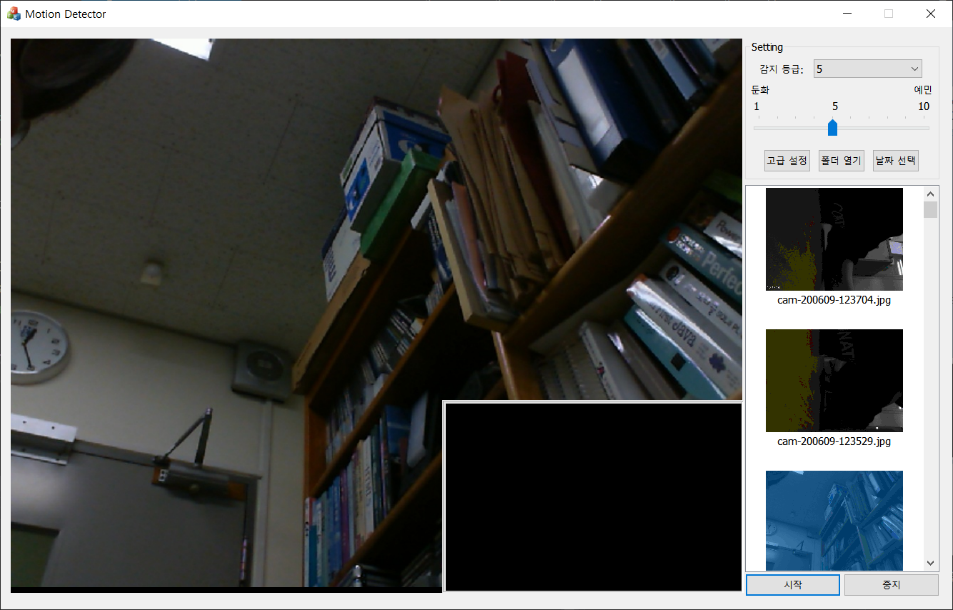 Motion Detector
Setting
감지 등급: 5
둔화 예민
1 5 10
고급 설정 폴더 열기 날짜 선택
cam-200609-123704.jpg
cam-200609-123529.jpg
시작 중지
Perfect
Java